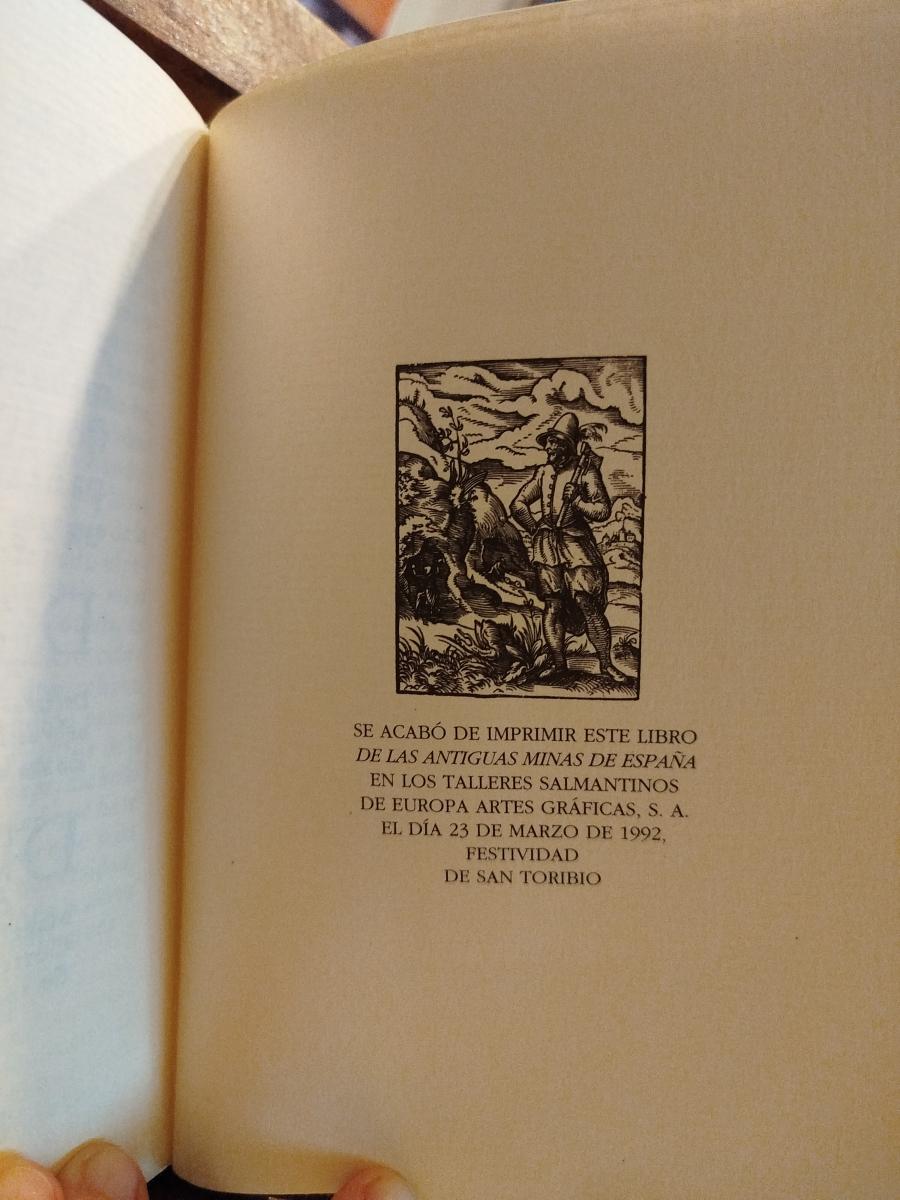 SE ACABÓ DE IMPRIMIR ESTE LIBRO
DE LAS ANTIGUAS MINAS DE ESPAÑA
EN LOS TALLERES SALMANTINOS
DE EUROPA ARTES GRÁFICAS, S. A.
EL DÍA 23 DE MARZO DE 1992,
FESTIVIDAD
DE SAN TORIBIO